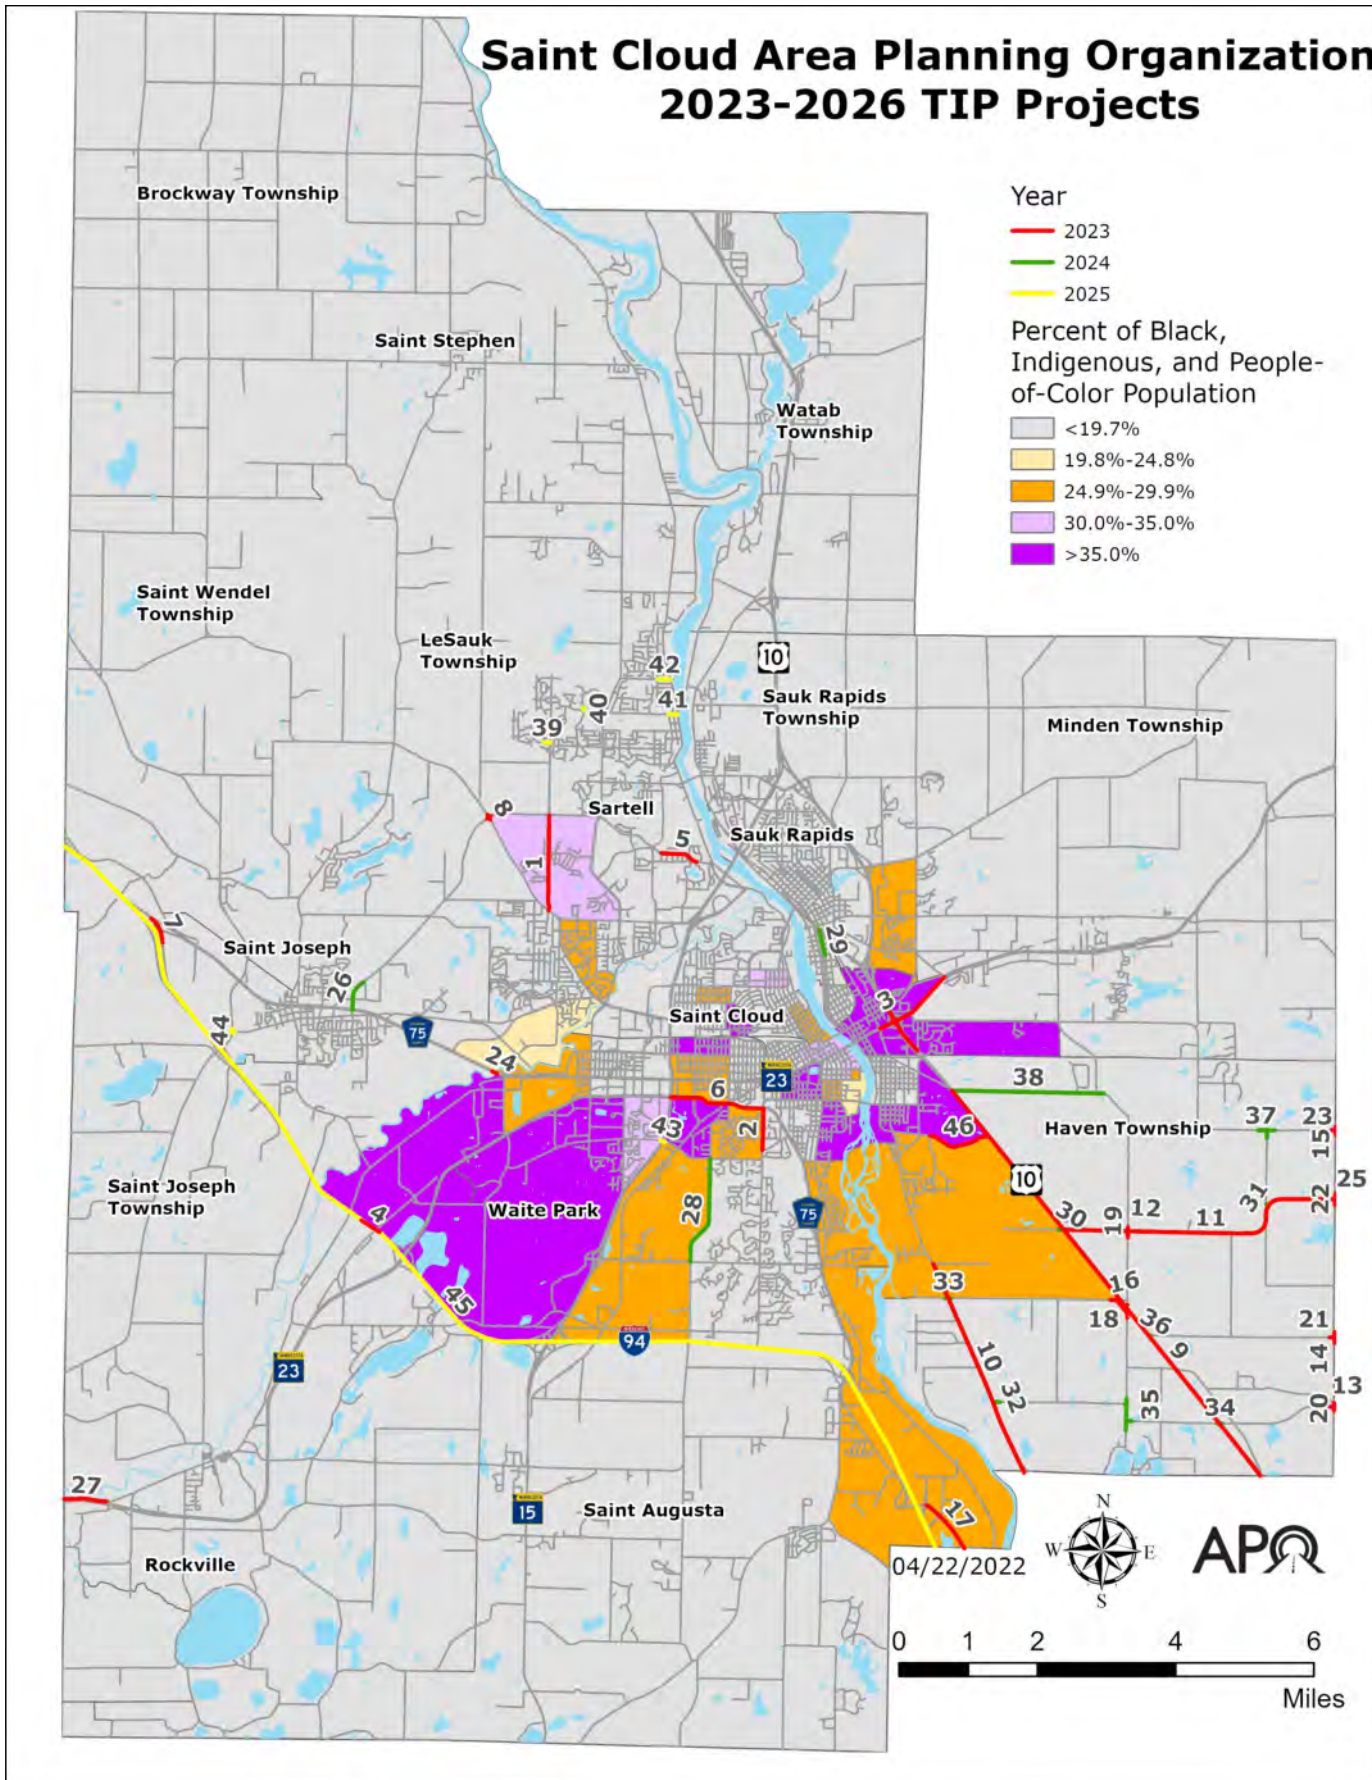 Saint Cloud Area Planning Organization
2023-2026 TIP Projects
Year
2023
2024
2025
Percent of Black,
Indigenous, and People-
of-Color Population
<19.7%
19.8%-24.8%
24.9%-29.9%
30.0%-35.0%
>35.0%
Brockway Township
Saint Stephen
Watab
Township
Saint Wendel
Township
LeSauk
Township
42
10
41
40
39
Sauk Rapids
Township
Minden Township
8
Sartell
1
5
Sauk Rapids
7
Saint Joseph
29
26
3
44
75
Saint Cloud
24
23
6
38
43
2
46
Haven Township
37
23
15
Saint Joseph
Township
4
Waite Park
28
75
10
30
19
12
11
31
22
25
45
94
33
16
18
36
9
21
14
23
10
32
35
34
20
13
27
15
Saint Augusta
17
Rockville
04/22/2022
N
W
E
S
APO
0
1
2
4
6
Miles